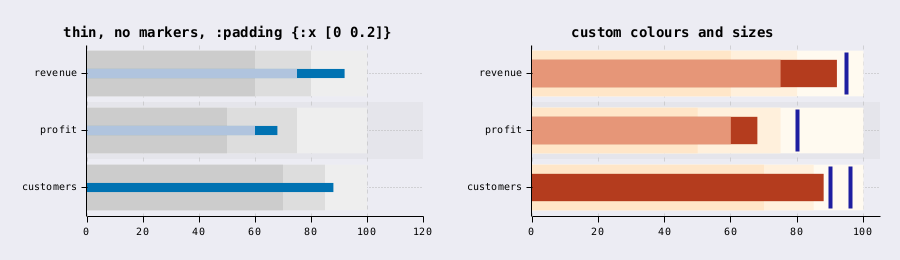 thin, no markers, :padding {:x [0 0.2]}
revenue
profit
customers
0 20 40 60 80 100 120
custom colours and sizes
revenue
profit
customers
0 20 40 60 80 100